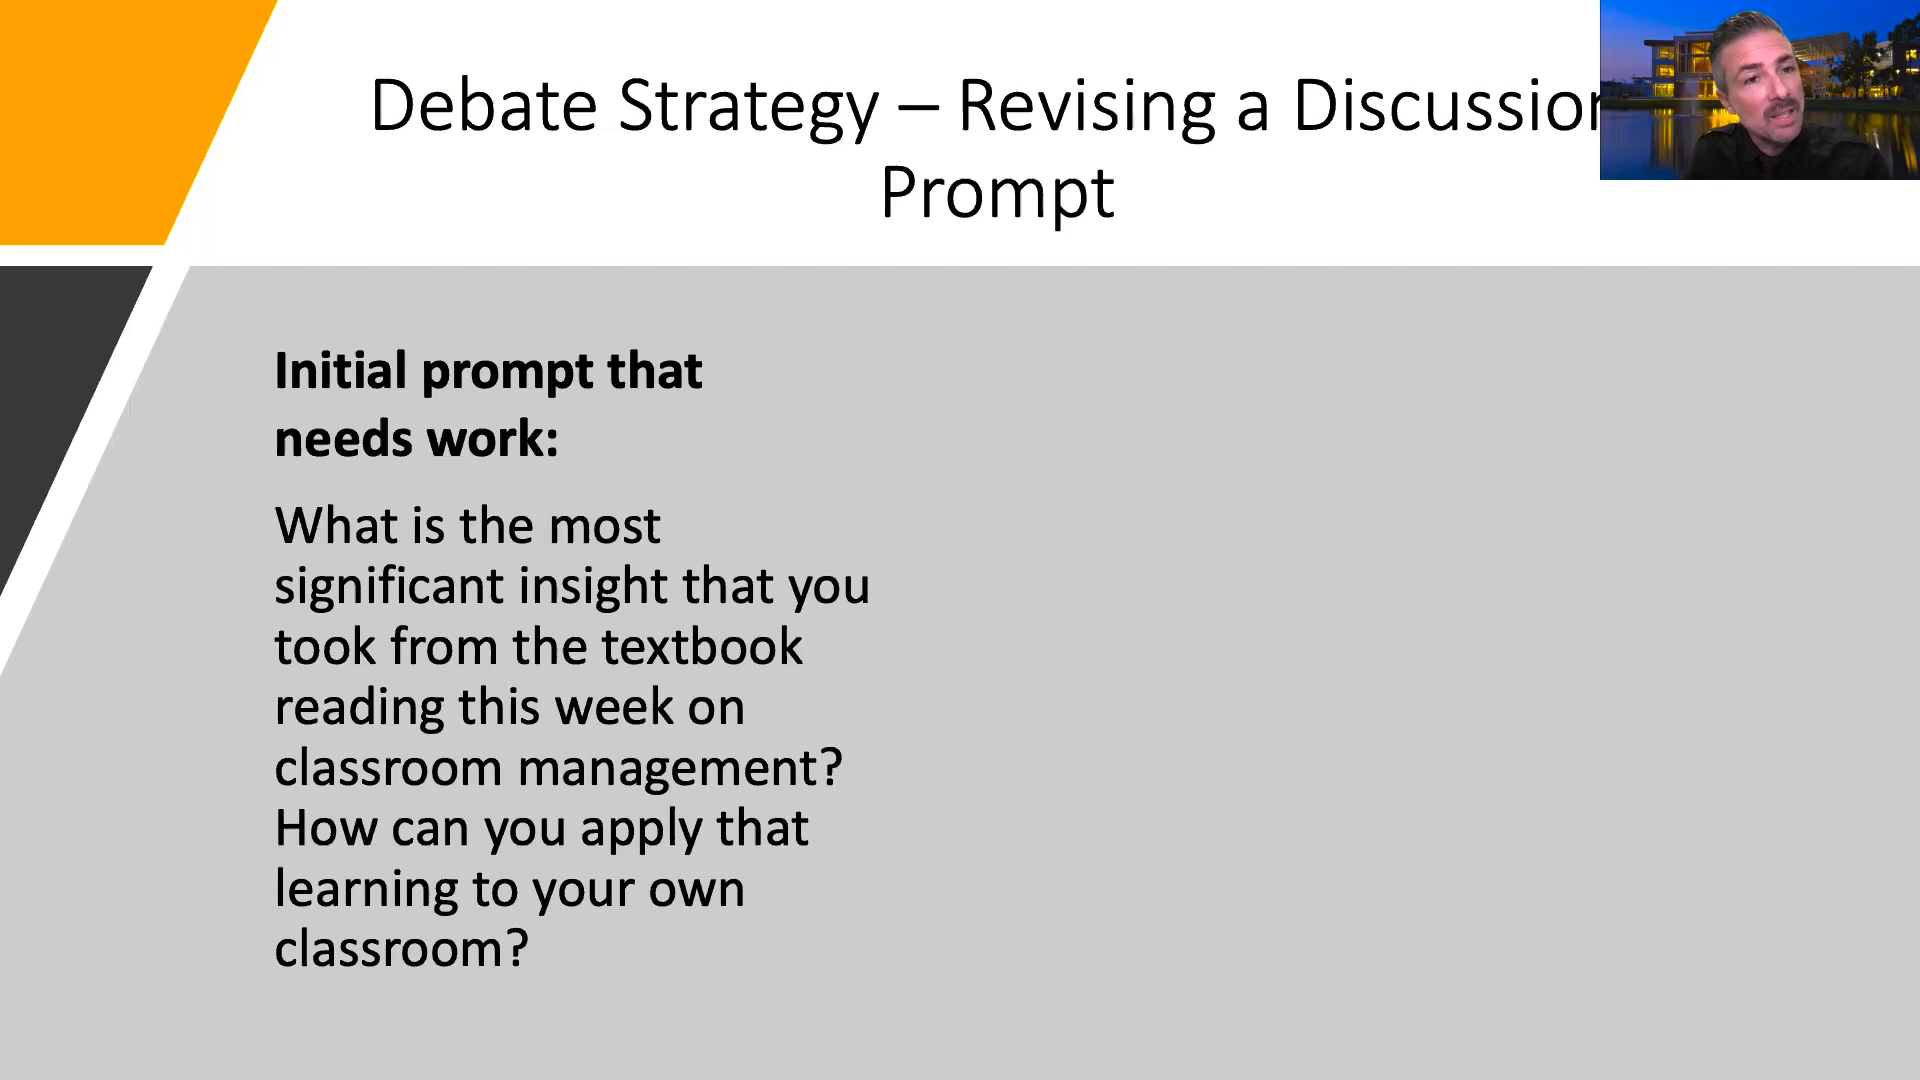 Debate Strategy – Revising a Discussion
Prompt
Initial prompt that
needs work:
What is the most
significant insight that you
took from the textbook
reading this week on
classroom management?
How can you apply that
learning to your own
classroom?